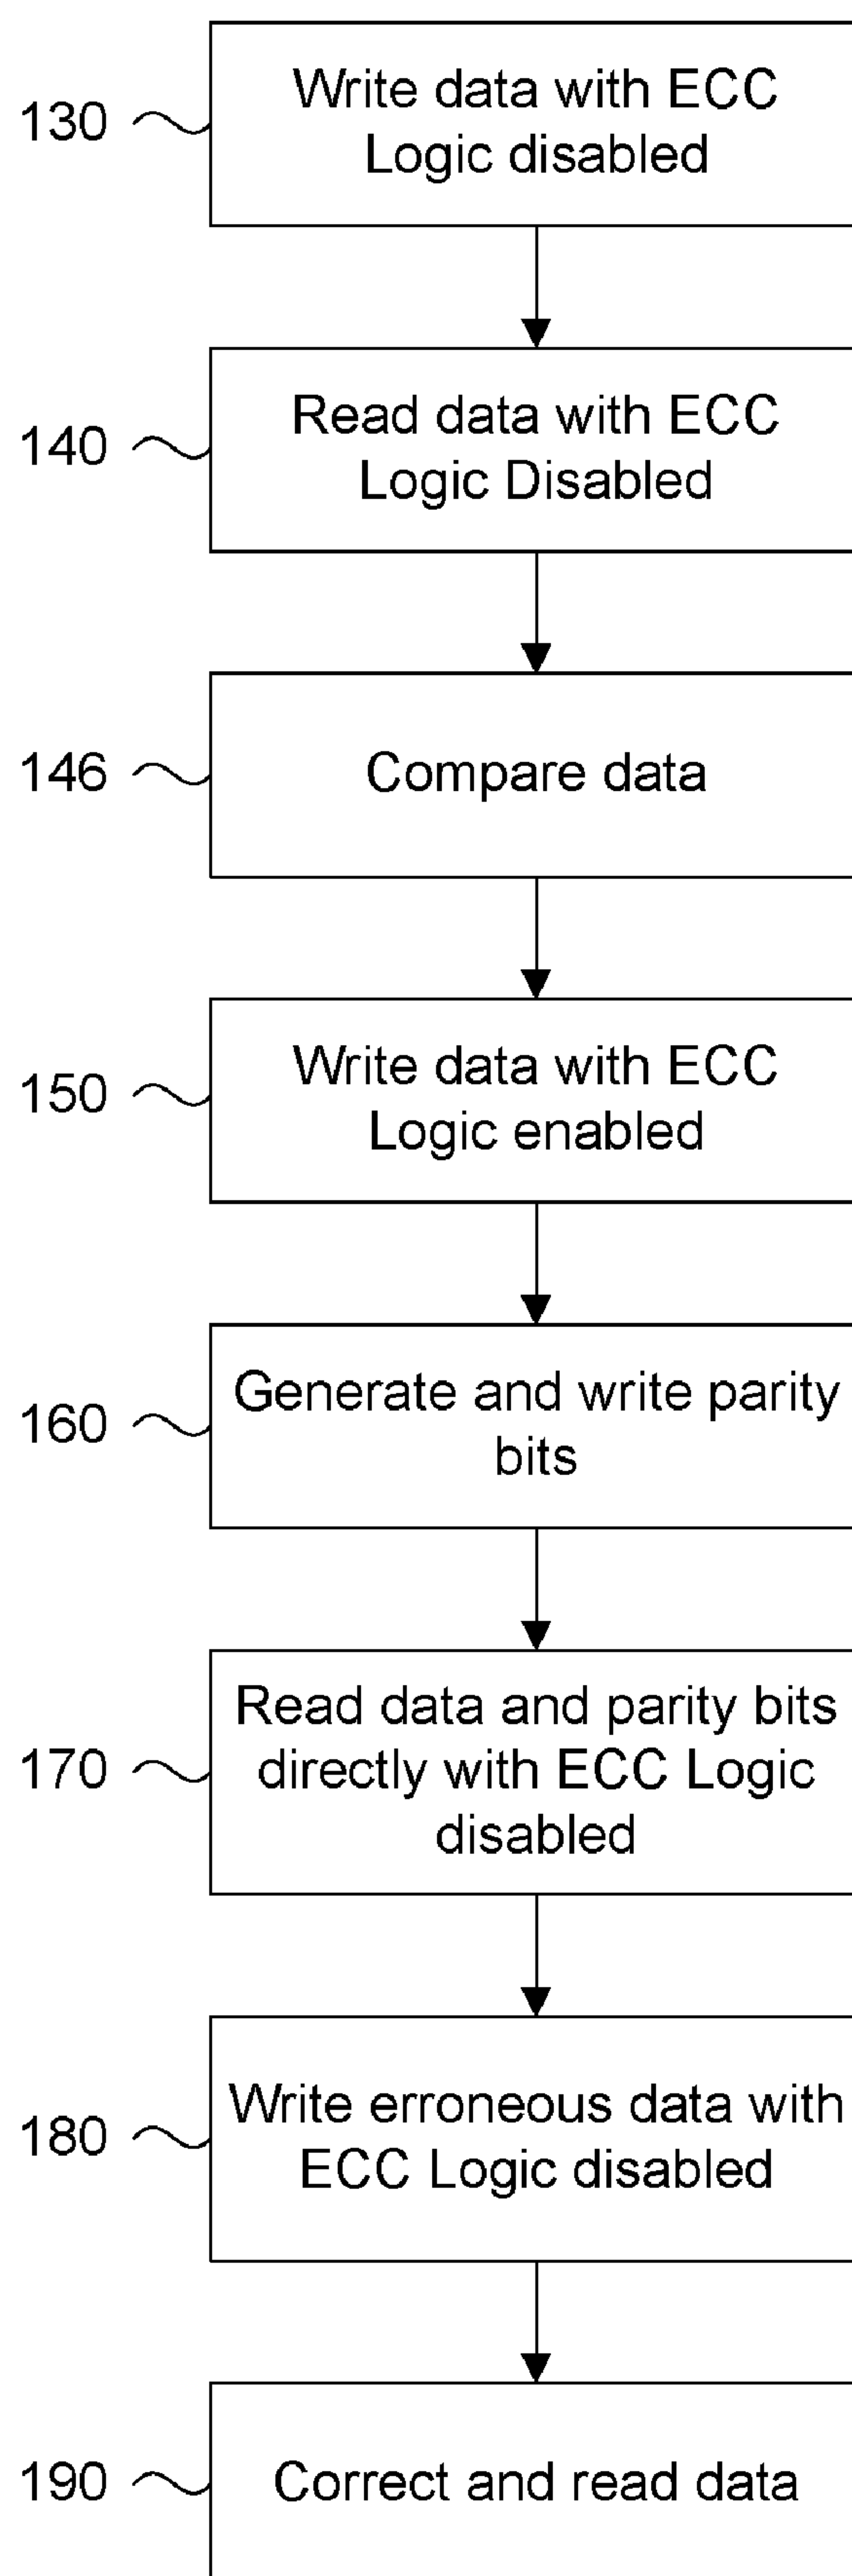 130
Write data with ECC
Logic disabled
140
Read data with ECC
Logic Disabled
146
Compare data
150
Write data with ECC
Logic enabled
160
Generate and write parity
bits
170
Read data and parity bits
directly with ECC Logic
disabled
180
Write erroneous data with
ECC Logic disabled
190
Correct and read data